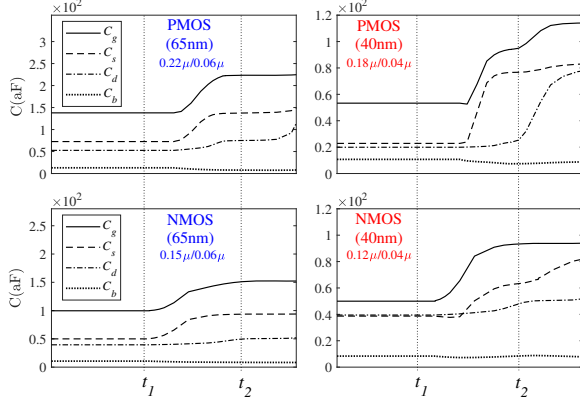 ×10²
C(aF)
3
2.5
2
1.5
1
0.5
0
C_g
C_s
C_d
C_b
PMOS
(65nm)
0.22μ/0.06μ
×10²
1.2
1
0.8
0.6
0.4
0.2
0
PMOS
(40nm)
0.18μ/0.04μ
×10²
C(aF)
2.5
2
1.5
1
0.5
0
C_g
C_s
C_d
C_b
NMOS
(65nm)
0.15μ/0.06μ
t_1
t_2
×10²
1.2
1
0.8
0.6
0.4
0.2
0
NMOS
(40nm)
0.12μ/0.04μ
t_1
t_2